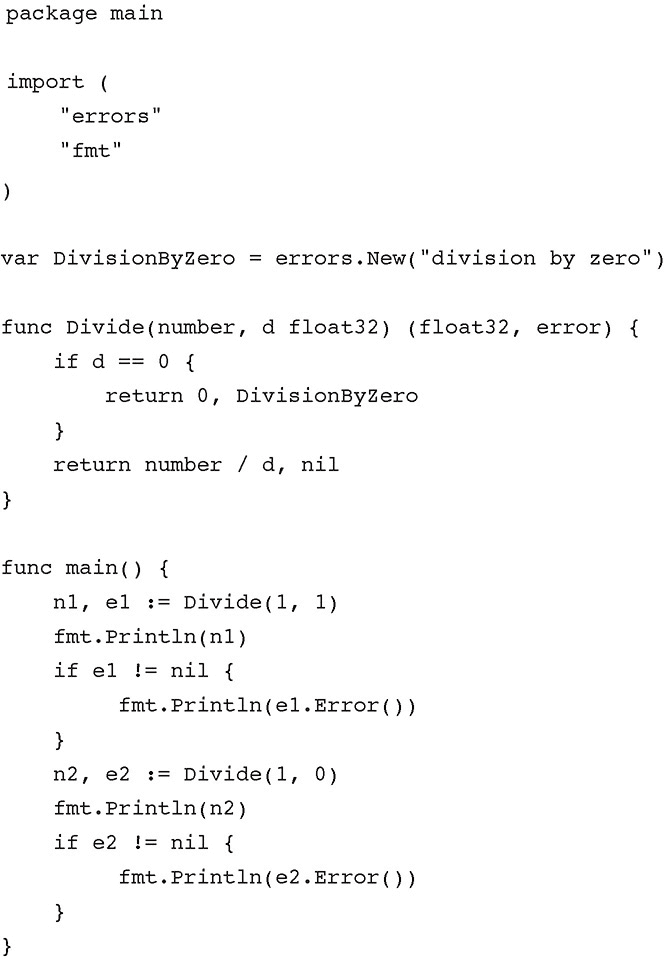 package main
import (
    "errors"
    "fmt"
)
var DivisionByZero = errors.New("division by zero")
func Divide(number, d float32) (float32, error) {
    if d == 0 {
        return 0, DivisionByZero
    }
    return number / d, nil
}
func main() {
    n1, e1 := Divide(1, 1)
    fmt.Println(n1)
    if e1 != nil {
         fmt.Println(e1.Error())
    }
    n2, e2 := Divide(1, 0)
    fmt.Println(n2)
    if e2 != nil {
         fmt.Println(e2.Error())
    }
}